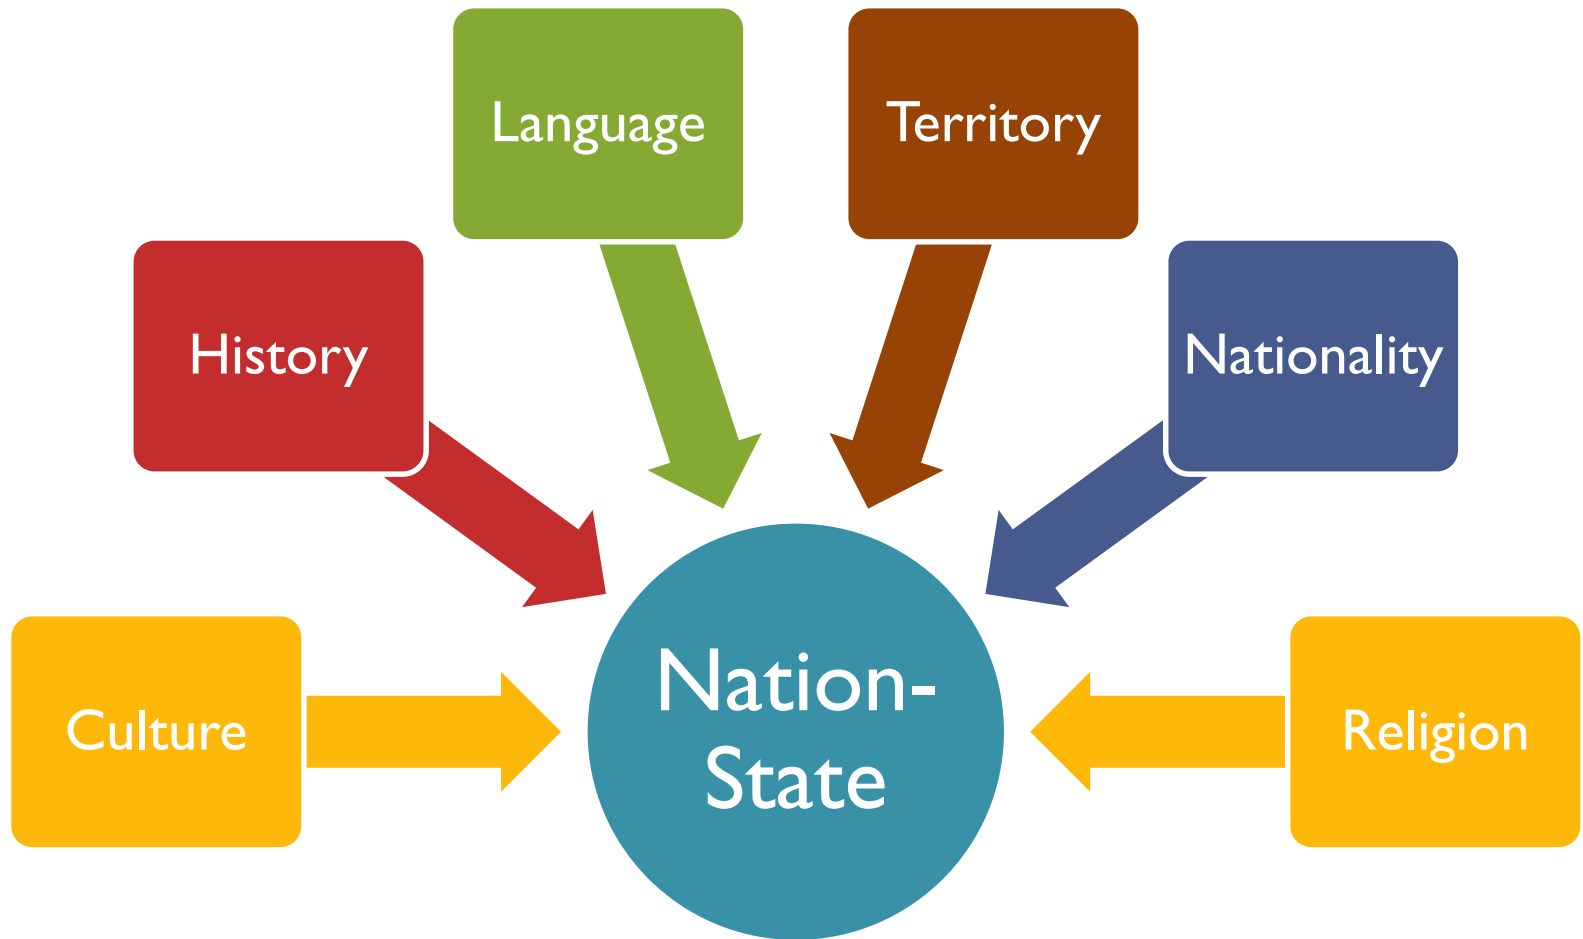 Language
Territory
History
Nationality
Culture
Nation-
State
Religion